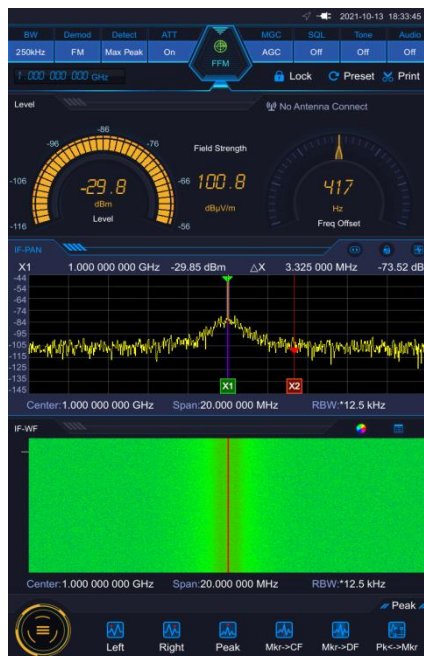 2021-10-13 18:33:45
BW Demod Detect ATT MGC SQL Tone Audio
250kHz FM Max Peak On FFM AGC Off Off Off
1.000 000 000 GHz Lock Preset Print
Level No Antenna Connect
-86
-96 -76 Field Strength
-106 -66 100.8 417
-29.8
dBm dBμV/m Hz
Level Freq Offset
-116 -56
IF-PAN
X1 1.000 000 000 GHz -29.85 dBm △X 3.325 000 MHz -73.52 dB
-44
-54
-64
-74
-84
-95
-105
-115
-125
-135
-145
X1 X2
Center:1.000 000 000 GHz Span:20.000 000 MHz RBW:*12.5 kHz
IF-WF
Center:1.000 000 000 GHz Span:20.000 000 MHz RBW:*12.5 kHz
Peak
Left Right Peak Mkr->CF Mkr->DF Pk<->Mkr